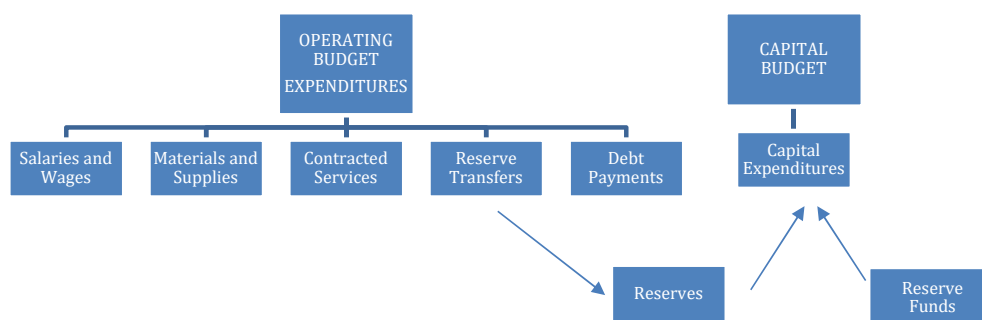 OPERATING
BUDGET
EXPENDITURES
CAPITAL
BUDGET
Salaries and
Wages
Materials and
Supplies
Contracted
Services
Reserve
Transfers
Debt
Payments
Capital
Expenditures
Reserves
Reserve
Funds